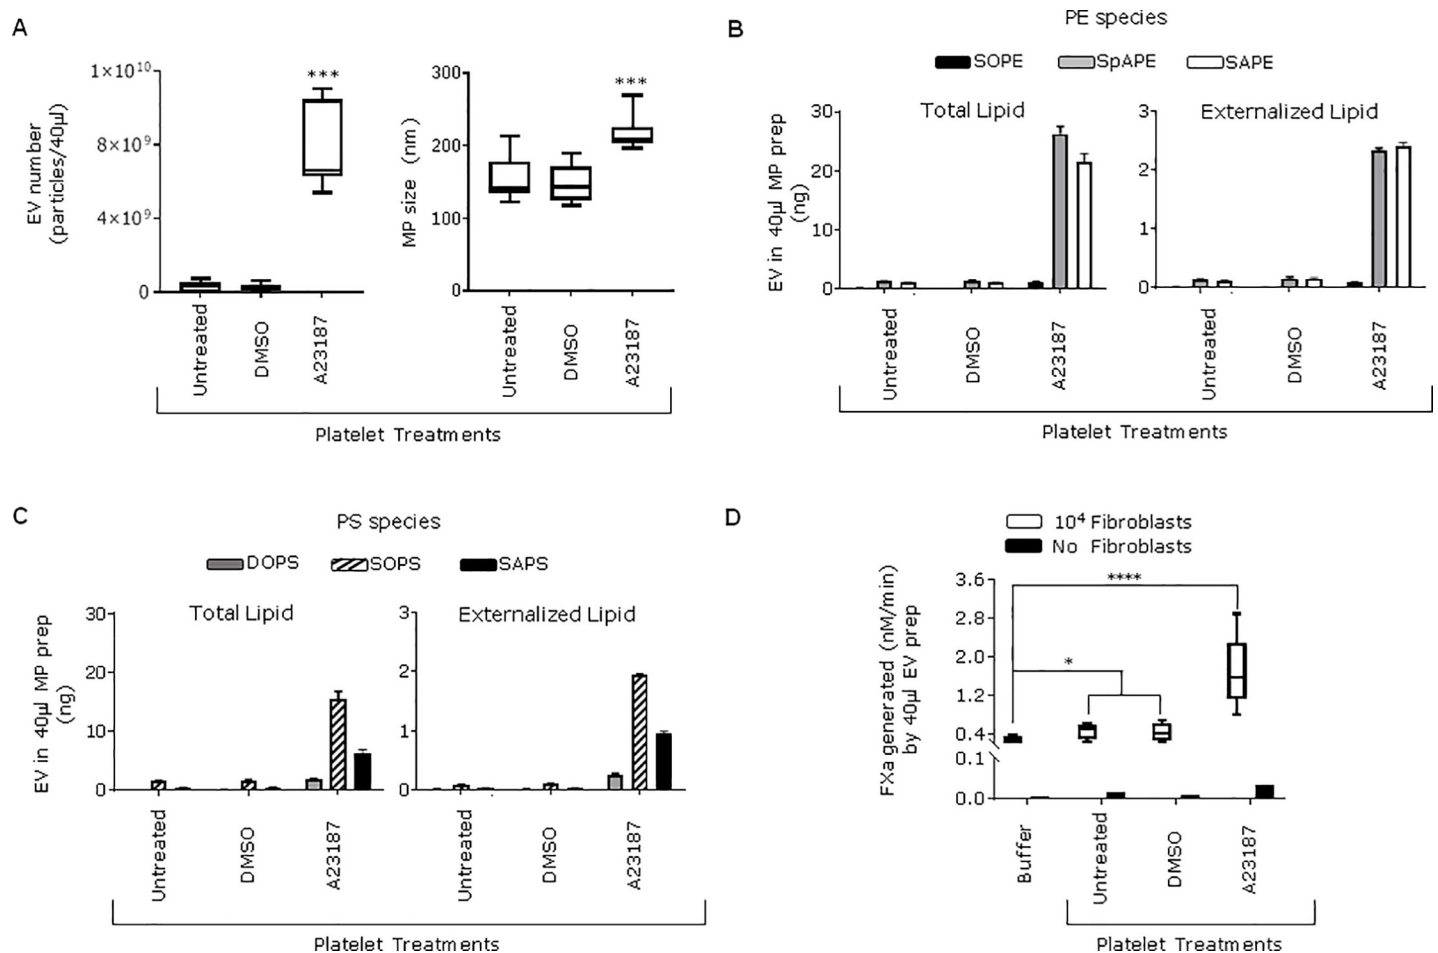 A
EV number
(particles/40µl)
1×10¹⁰
8×10⁹
4×10⁹
0
***
Untreated
DMSO
A23187
MP size (nm)
300
200
100
0
***
Untreated
DMSO
A23187
Platelet Treatments
B
PE species
SOPE
SpAPE
SAPE
EV in 40µl MP prep
(ng)
30
20
10
0
Total Lipid
Untreated
DMSO
A23187
3
2
1
0
Externalized Lipid
Untreated
DMSO
A23187
Platelet Treatments
C
PS species
DOPS
SOPS
SAPS
EV in 40µl MP prep
(ng)
30
20
10
0
Total Lipid
Untreated
DMSO
A23187
3
2
1
0
Externalized Lipid
Untreated
DMSO
A23187
Platelet Treatments
D
10⁴ Fibroblasts
No Fibroblasts
FXa generated (nM/min)
by 40µl EV prep
3.6
2.8
2.0
1.2
0.4
0.1
0.0
****
*
Buffer
Untreated
DMSO
A23187
Platelet Treatments